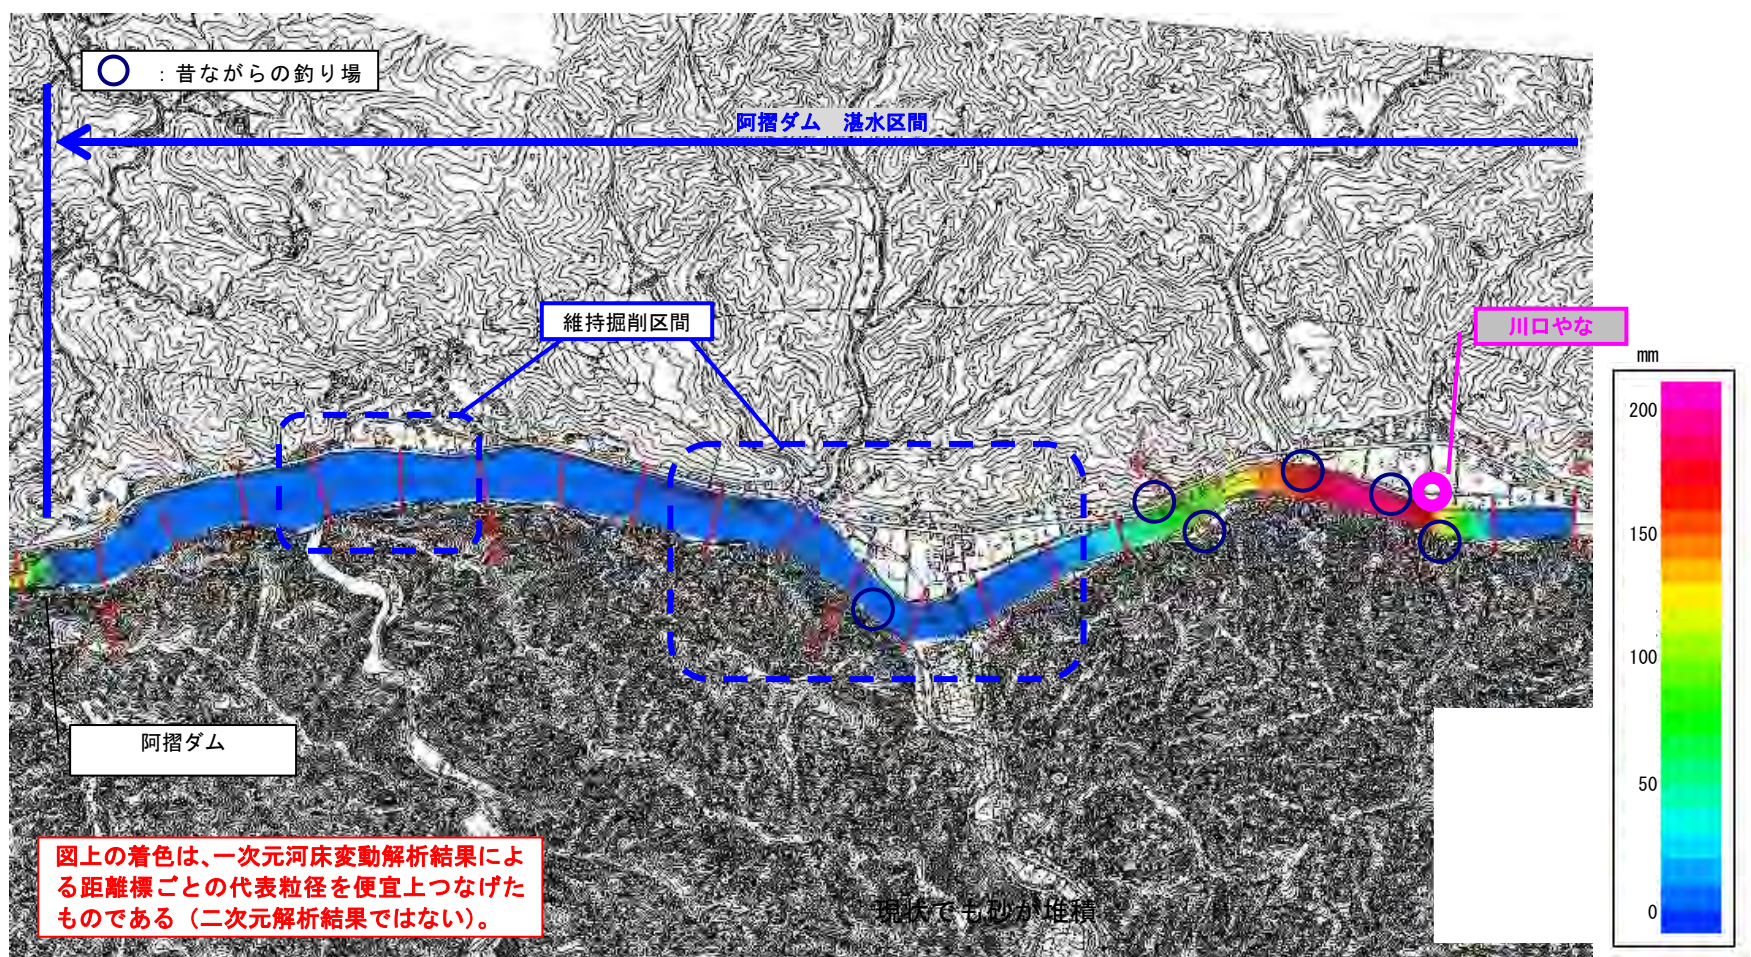 ：昔ながらの釣り場
阿摺ダム　湛水区間
維持掘削区間
川口やな
mm
200
150
100
50
0
阿摺ダム
図上の着色は、一次元河床変動解析結果によ
る距離標ごとの代表粒径を便宜上つなげた
ものである（二次元解析結果ではない）。
現状でも砂が堆積